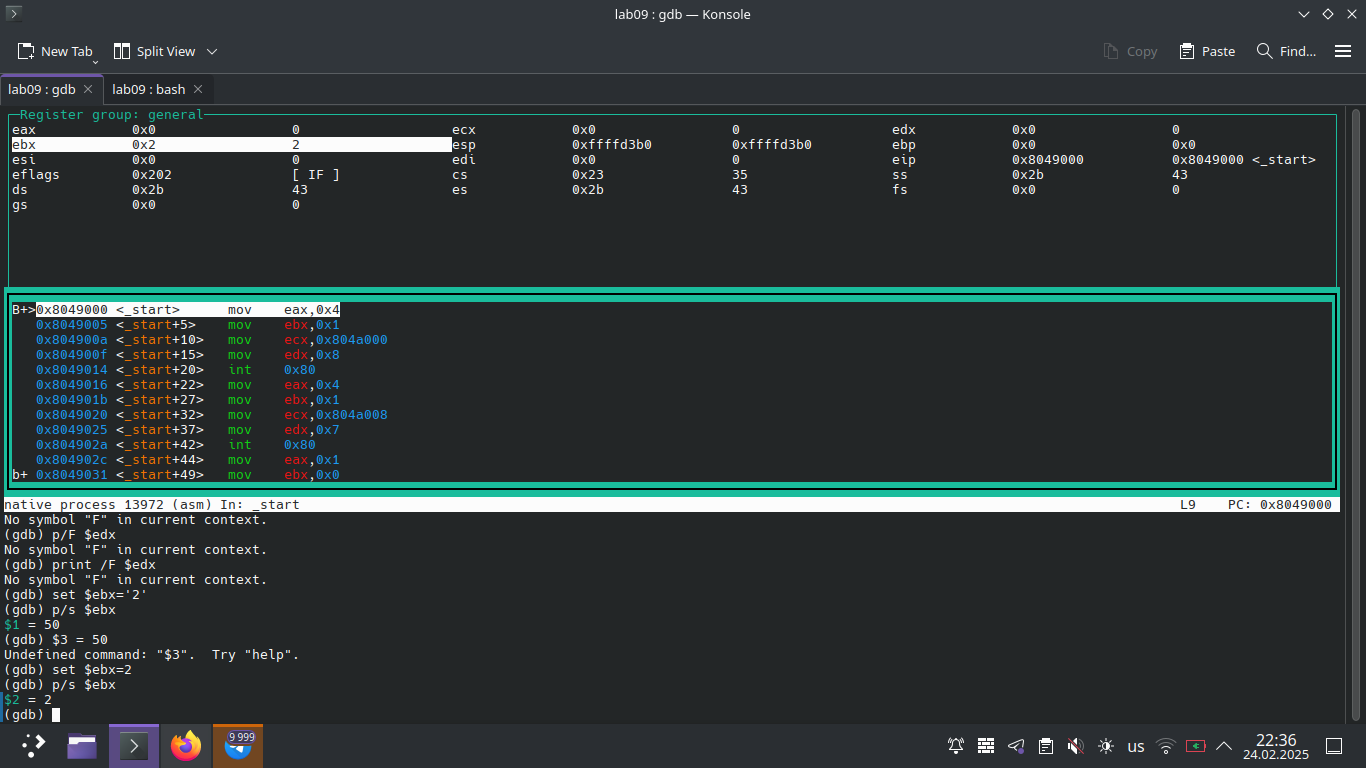 lab09 : gdb — Konsole
New Tab Split View Copy Paste Find...
lab09 : gdb lab09 : bash
Register group: general
eax 0x0 0 ecx 0x0 0 edx 0x0 0
ebx 0x2 2 esp 0xffffd3b0 0xffffd3b0 ebp 0x0 0x0
esi 0x0 0 edi 0x0 0 eip 0x8049000 0x8049000 <_start>
eflags 0x202 [ IF ] cs 0x23 35 ss 0x2b 43
ds 0x2b 43 es 0x2b 43 fs 0x0 0
gs 0x0 0
B+>0x8049000 <_start> mov eax,0x4
0x8049005 <_start+5> mov ebx,0x1
0x804900a <_start+10> mov ecx,0x804a000
0x804900f <_start+15> mov edx,0x8
0x8049014 <_start+20> int 0x80
0x8049016 <_start+22> mov eax,0x4
0x804901b <_start+27> mov ebx,0x1
0x8049020 <_start+32> mov ecx,0x804a008
0x8049025 <_start+37> mov edx,0x7
0x804902a <_start+42> int 0x80
0x804902c <_start+44> mov eax,0x1
b+ 0x8049031 <_start+49> mov ebx,0x0
native process 13972 (asm) In: _start L9 PC: 0x8049000
No symbol "F" in current context.
(gdb) p/F $edx
No symbol "F" in current context.
(gdb) print /F $edx
No symbol "F" in current context.
(gdb) set $ebx='2'
(gdb) p/s $ebx
$1 = 50
(gdb) $3 = 50
Undefined command: "$3".  Try "help".
(gdb) set $ebx=2
(gdb) p/s $ebx
$2 = 2
(gdb)
9 999
us
22:36
24.02.2025